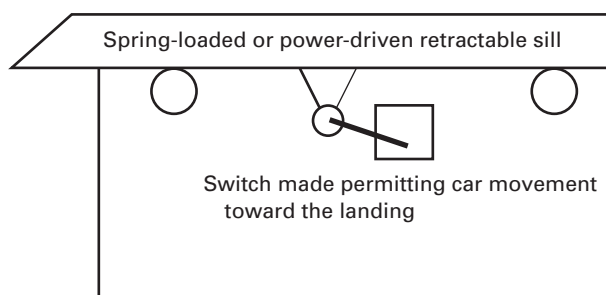 Spring-loaded or power-driven retractable sill
Switch made permitting car movement
toward the landing